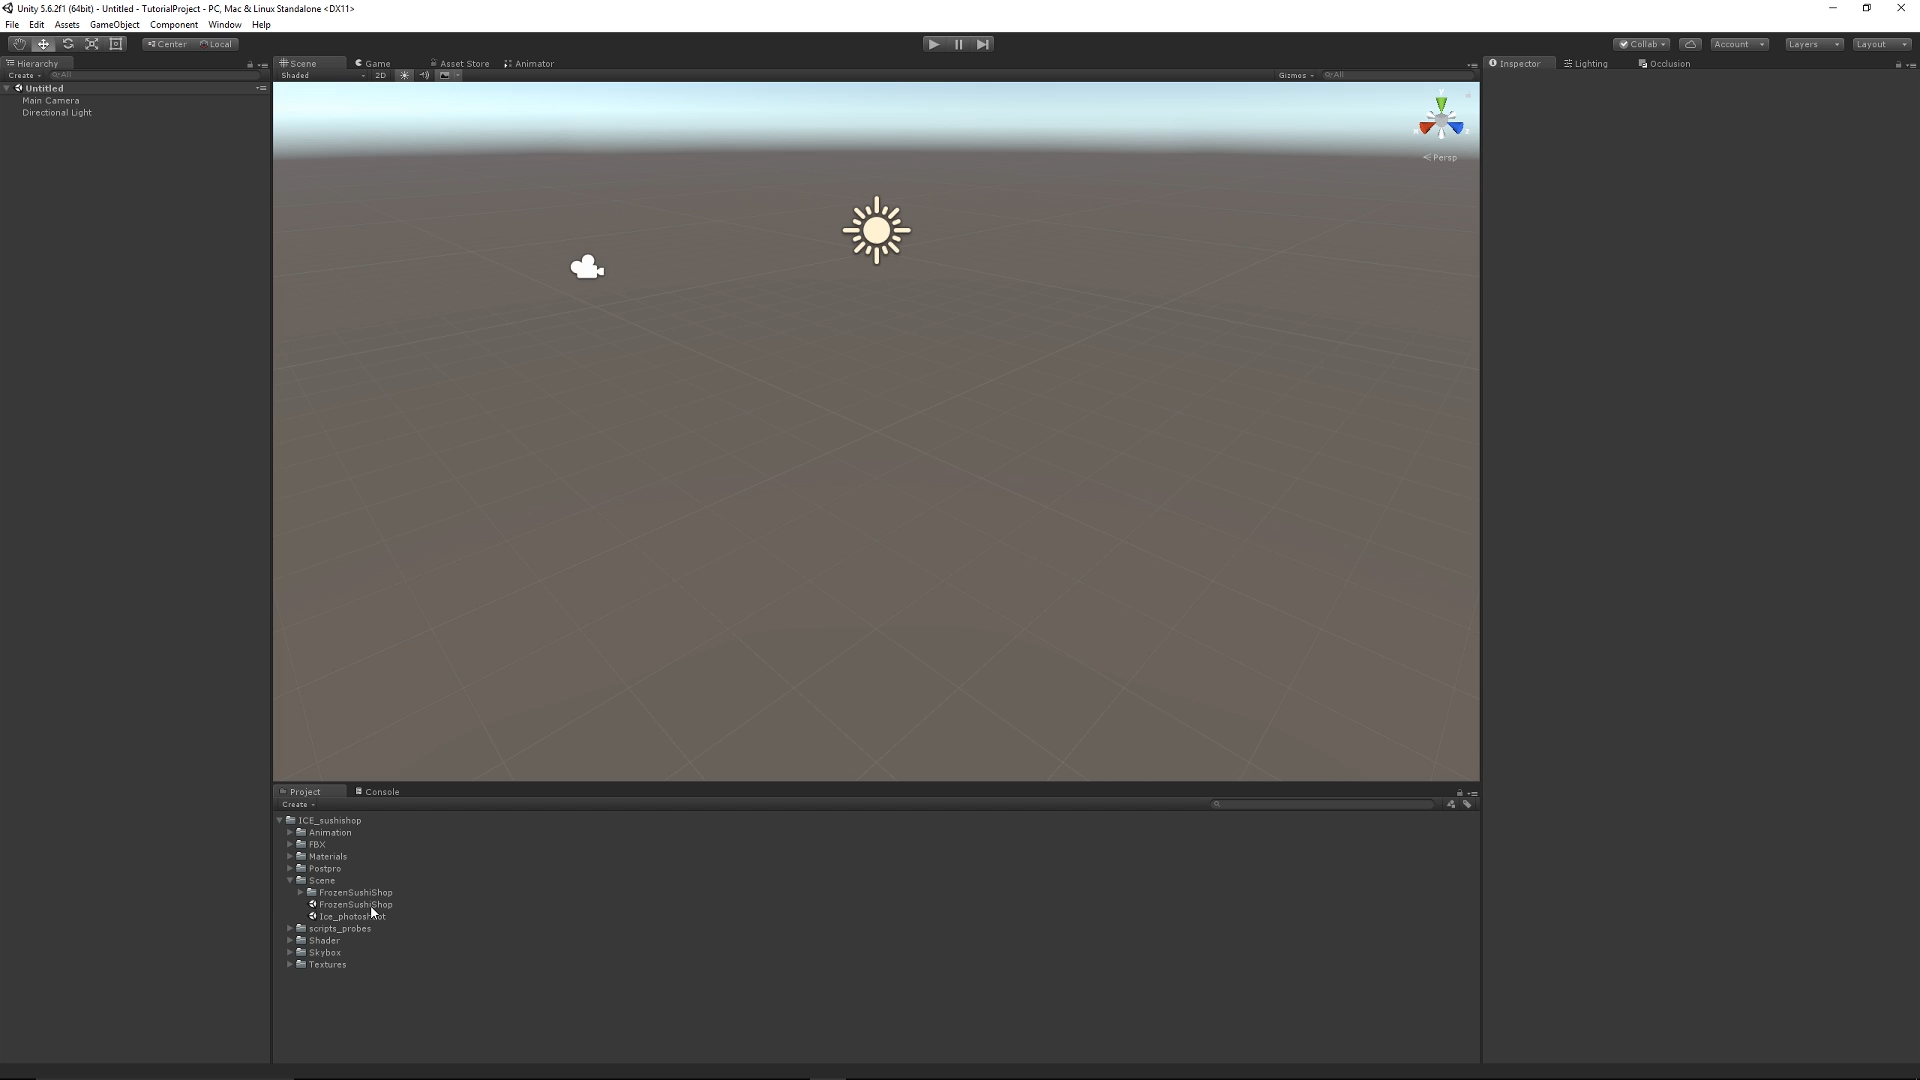 Unity 5.6.2f1 (64bit) - Untitled - TutorialProject - PC, Mac & Linux Standalone <DX11>
File Edit Assets GameObject Component Window Help
Center Local Collab Account Layers Layout
Hierarchy Scene Game Asset Store Animator Inspector Lighting Occlusion
Create All Shaded 2D Gizmos All
Untitled
Main Camera
Directional Light
Persp
Project Console
Create
ICE_sushishop
Animation
FBX
Materials
Postpro
Scene
FrozenSushiShop
FrozenSushiShop
scripts_probes
Shader
Skybox
Textures